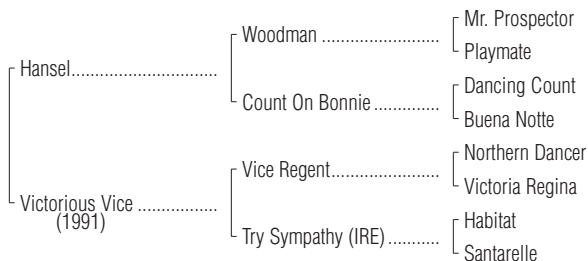 Mr. Prospector
Woodman ........................
Playmate
Hansel..............................
Dancing Count
Count On Bonnie .............
Buena Notte
Northern Dancer
Vice Regent......................
Victoria Regina
Victorious Vice ................
(1991)
Habitat
Try Sympathy (IRE) ..........
Santarelle